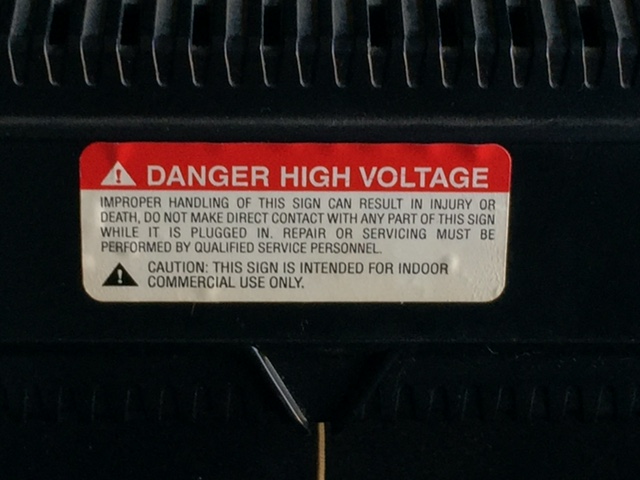 DANGER HIGH VOLTAGE
IMPROPER HANDLING OF THIS SIGN CAN RESULT IN INJURY OR
DEATH, DO NOT MAKE DIRECT CONTACT WITH ANY PART OF THIS SIGN
WHILE IT IS PLUGGED IN. REPAIR OR SERVICING MUST BE
PERFORMED BY QUALIFIED SERVICE PERSONNEL.
CAUTION: THIS SIGN IS INTENDED FOR INDOOR
COMMERCIAL USE ONLY.